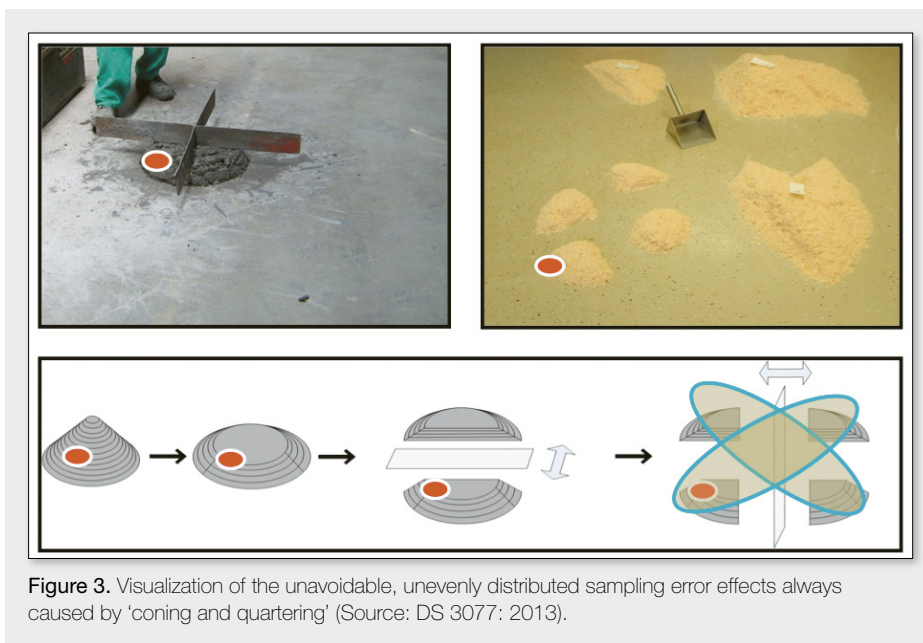 Figure 3. Visualization of the unavoidable, unevenly distributed sampling error effects always
caused by ‘coning and quartering’ (Source: DS 3077: 2013).